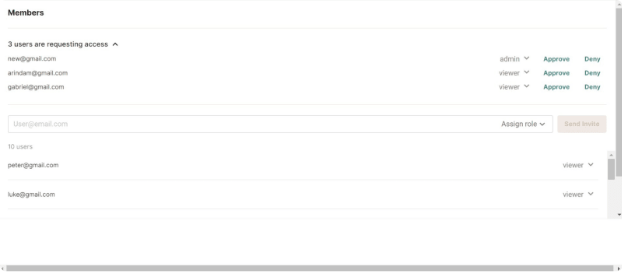 Members
3 users are requesting access
new@gmail.com admin Approve Deny
arindam@gmail.com viewer Approve Deny
gabriel@gmail.com viewer Approve Deny
User@email.com Assign role Send Invite
10 users
peter@gmail.com viewer
luke@gmail.com viewer